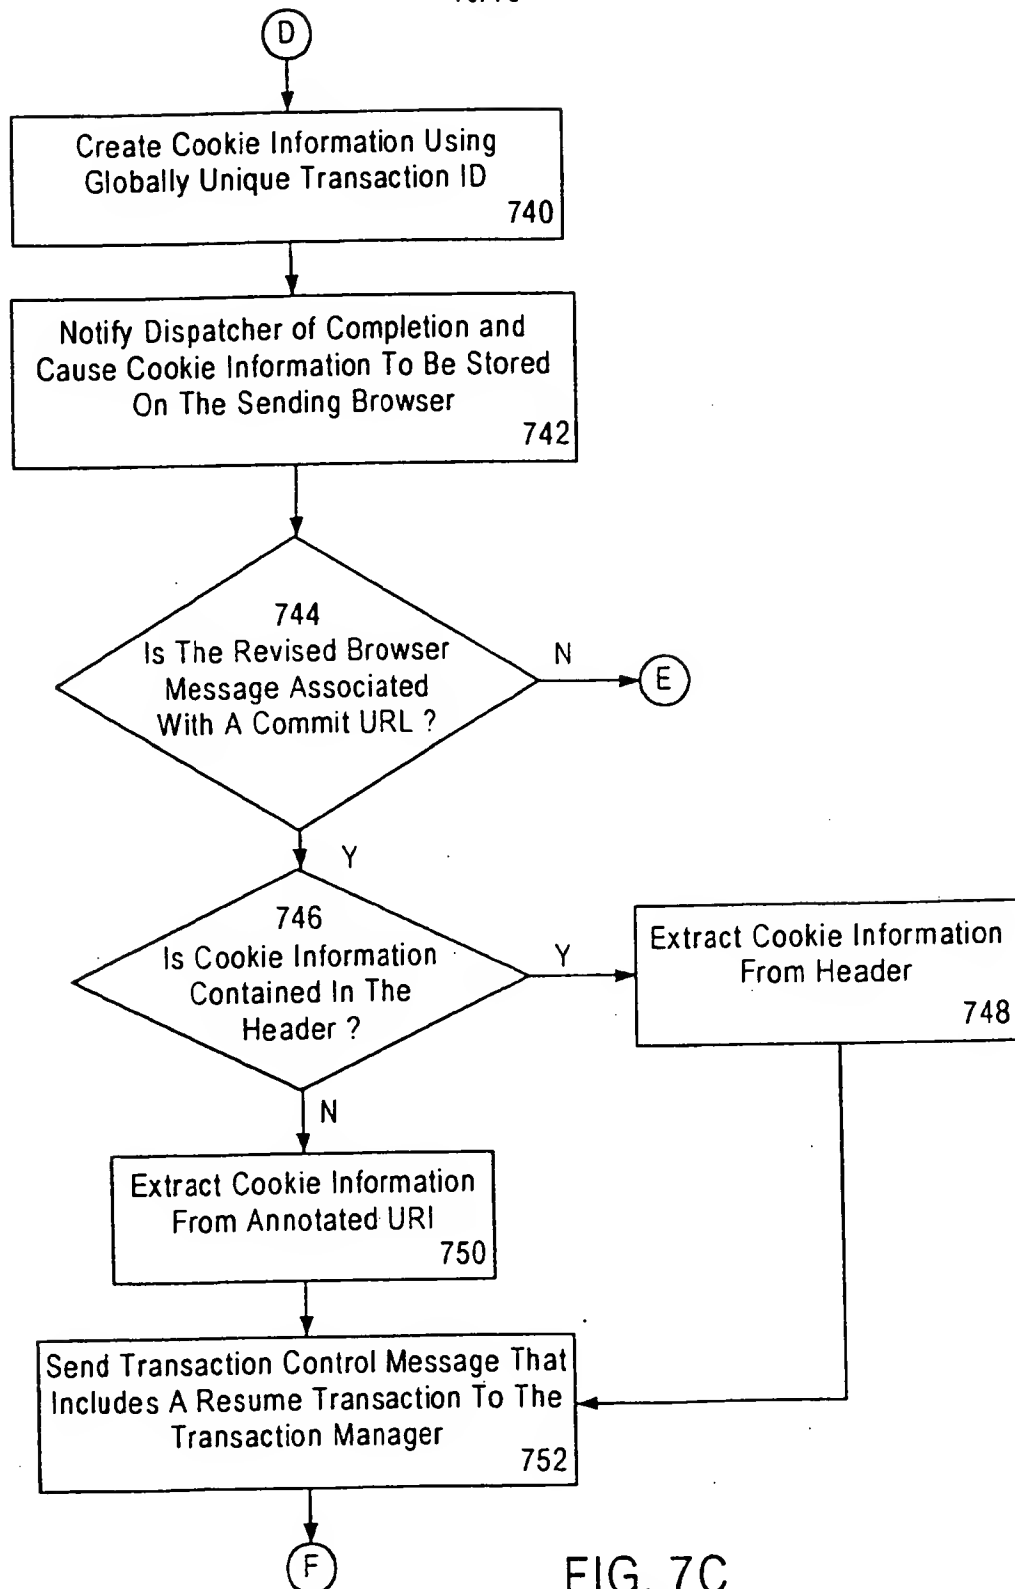 D
Create Cookie Information Using
Globally Unique Transaction ID
740
Notify Dispatcher of Completion and
Cause Cookie Information To Be Stored
On The Sending Browser
742
744
Is The Revised Browser
Message Associated
With A Commit URL ?
N
E
Y
746
Is Cookie Information
Contained In The
Header ?
Y
Extract Cookie Information
From Header
748
N
Extract Cookie Information
From Annotated URI
750
Send Transaction Control Message That
Includes A Resume Transaction To The
Transaction Manager
752
F
FIG. 7C